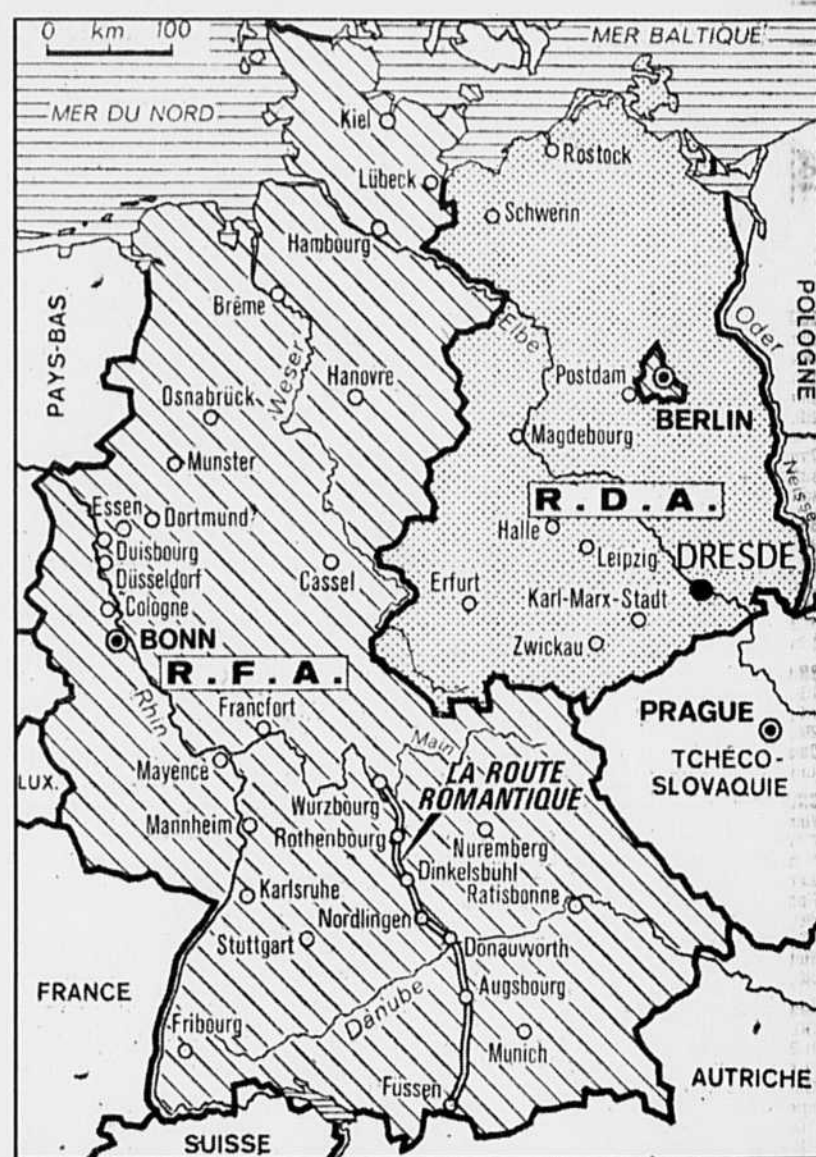 0 km 100
MER BALTIQUE
MER DU NORD
Kiel
Rostock
Lübeck
Schwerin
Hambourg
PAYS-BAS
POLOGNE
Brême
Elbe
Oder
Weser
Hanovre
Postdam
Osnabrück
BERLIN
Magdebourg
Munster
Neisse
R.D.A.
Essen
Dortmund
Halle
Duisbourg
Leipzig
DRESDE
Düsseldorf
Cassel
Erfurt
Karl-Marx-Stadt
Cologne
BONN
Zwickau
R.F.A.
Rhin
Francfort
PRAGUE
Main
Mayence
TCHÉCO-
SLOVAQUIE
LUX.
LA ROUTE
ROMANTIQUE
Wurzbourg
Mannheim
Rothenbourg
Nuremberg
Dinkelsbühl
Karlsruhe
Ratisbonne
Nordlingen
Stuttgart
Donauworth
FRANCE
Augsbourg
Danube
Fribourg
Munich
AUTRICHE
Füssen
SUISSE